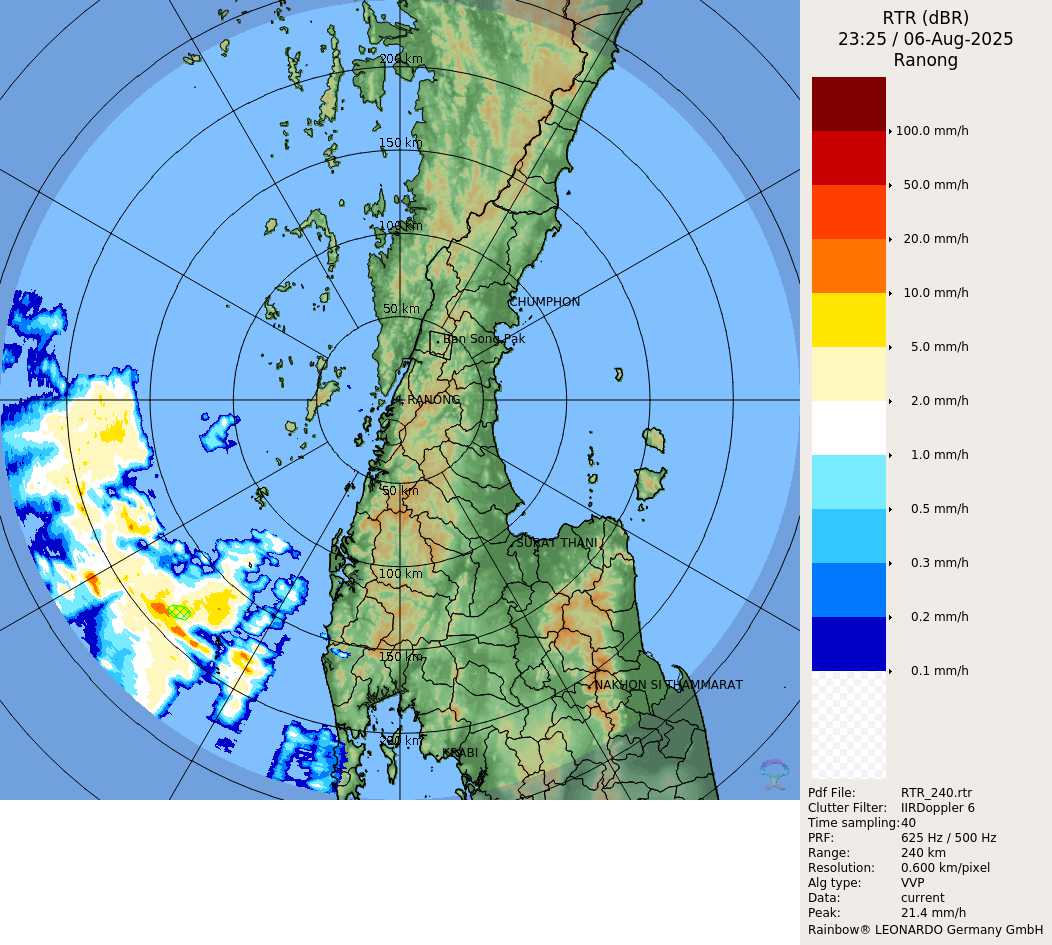 RTR (dBR)
23:25 / 06-Aug-2025
Ranong
200 km
150 km
100 km
50 km
CHUMPHON
Ban Song Pak
RANONG
50 km
SURAT THANI
100 km
150 km
NAKHON SI THAMMARAT
200 km
KRABI
100.0 mm/h
50.0 mm/h
20.0 mm/h
10.0 mm/h
5.0 mm/h
2.0 mm/h
1.0 mm/h
0.5 mm/h
0.3 mm/h
0.2 mm/h
0.1 mm/h
Pdf File: RTR_240.rtr
Clutter Filter: IIRDoppler 6
Time sampling:40
PRF: 625 Hz / 500 Hz
Range: 240 km
Resolution: 0.600 km/pixel
Alg type: VVP
Data: current
Peak: 21.4 mm/h
Rainbow® LEONARDO Germany GmbH